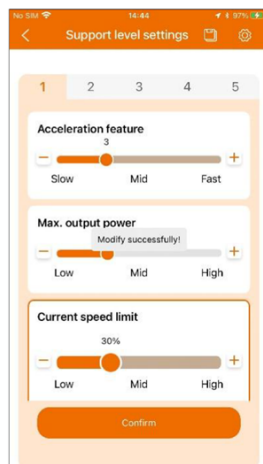 No SIM 14:44 97%
Support level settings
1 2 3 4 5
Acceleration feature
3
Slow Mid Fast
Max. output power
Modify successfully!
Low Mid High
Current speed limit
30%
Low Mid High
Confirm